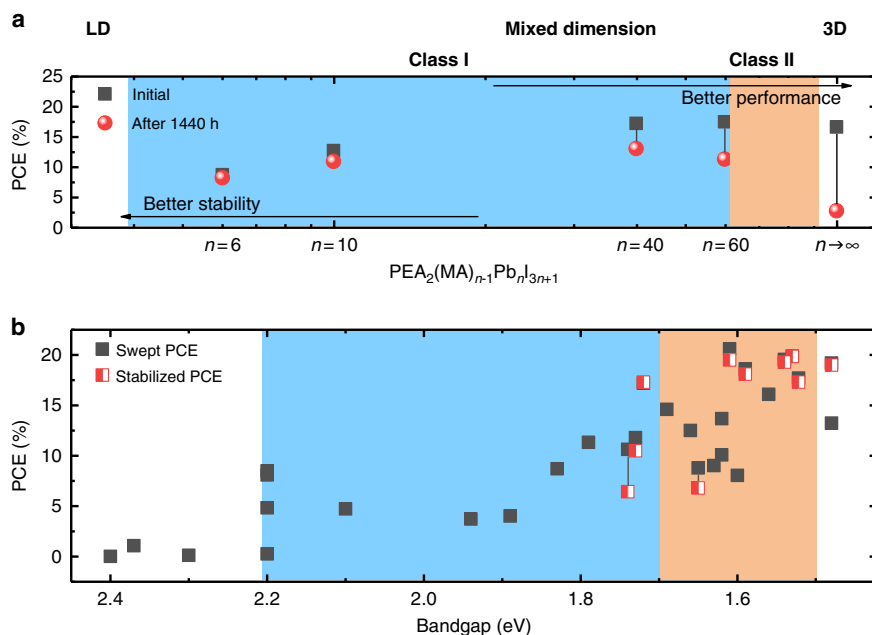 a
LD Mixed dimension 3D
Class I Class II
25
20
15
10
5
0
PCE (%)
Initial
After 1440 h
Better performance
Better stability
n=6 n=10 n=40 n=60 n→∞
PEA₂(MA)ₙ₋₁PbₙI₃ₙ₊₁
b
20
15
10
5
0
PCE (%)
Swept PCE
Stabilized PCE
2.4 2.2 2.0 1.8 1.6
Bandgap (eV)